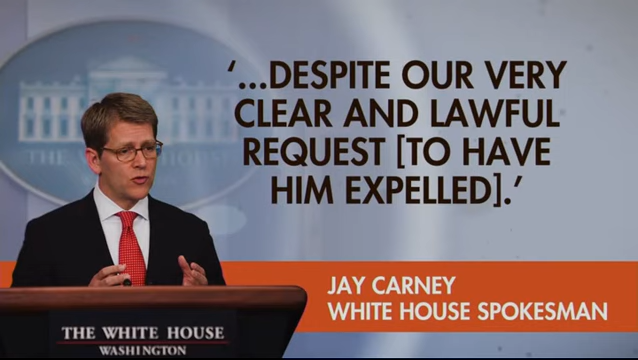 ‘...DESPITE OUR VERY
CLEAR AND LAWFUL
REQUEST [TO HAVE
HIM EXPELLED].’
JAY CARNEY
WHITE HOUSE SPOKESMAN
THE WHITE HOUSE
WASHINGTON